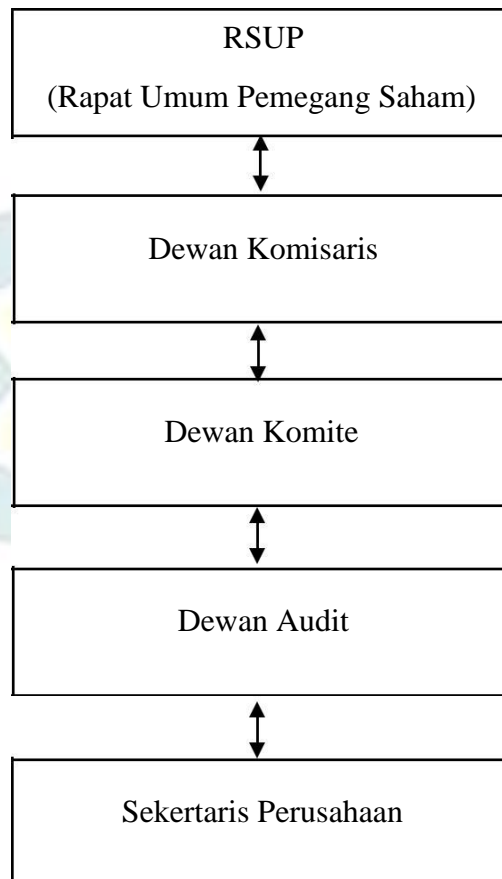 RSUP
(Rapat Umum Pemegang Saham)
Dewan Komisaris
Dewan Komite
Dewan Audit
Sekertaris Perusahaan